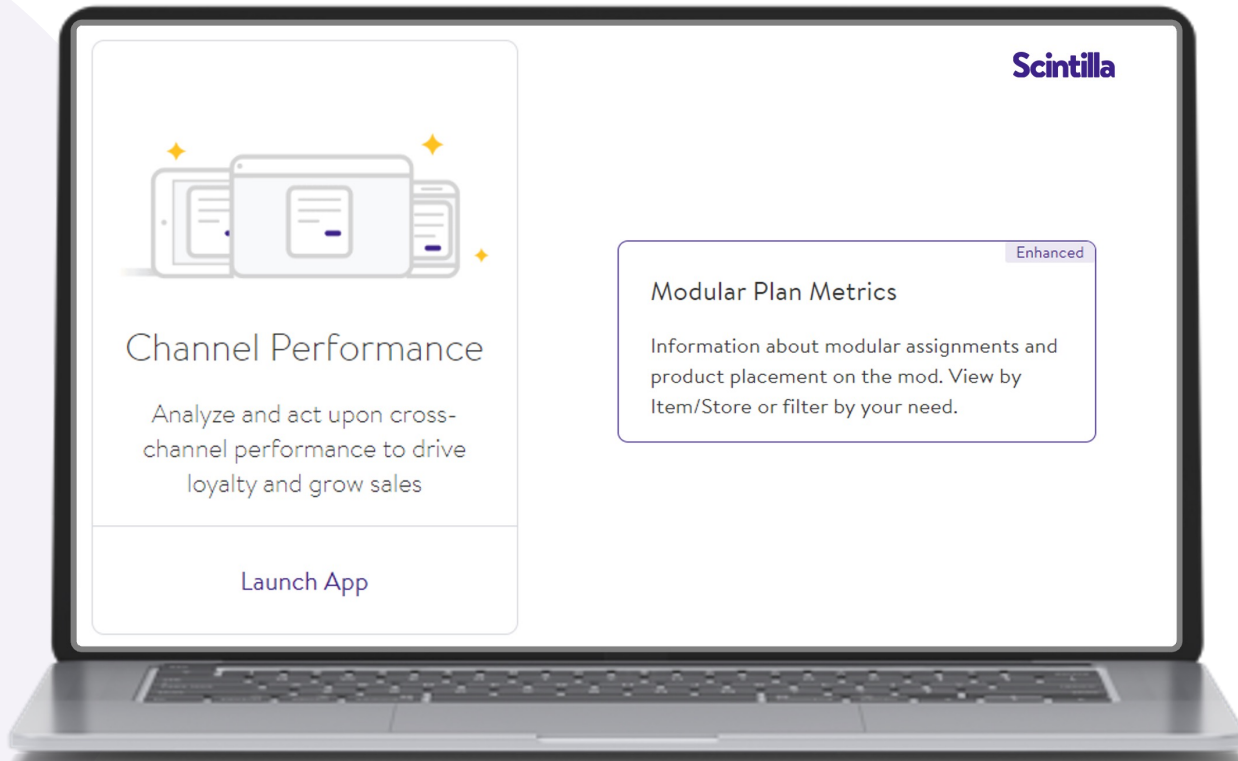 Scintilla
Channel Performance
Analyze and act upon cross-
channel performance to drive
loyalty and grow sales
Launch App
Enhanced
Modular Plan Metrics
Information about modular assignments and
product placement on the mod. View by
Item/Store or filter by your need.